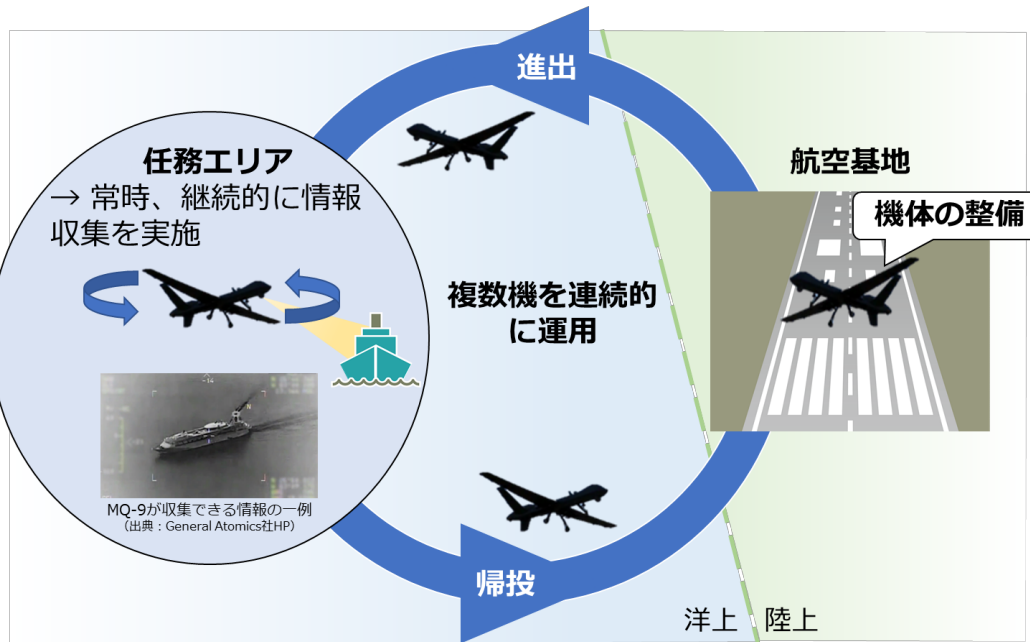 進出
任務エリア
→ 常時、継続的に情報
収集を実施
航空基地
機体の整備
複数機を連続的
に運用
MQ-9が収集できる情報の一例
（出典：General Atomics社HP）
帰投
洋上
陸上